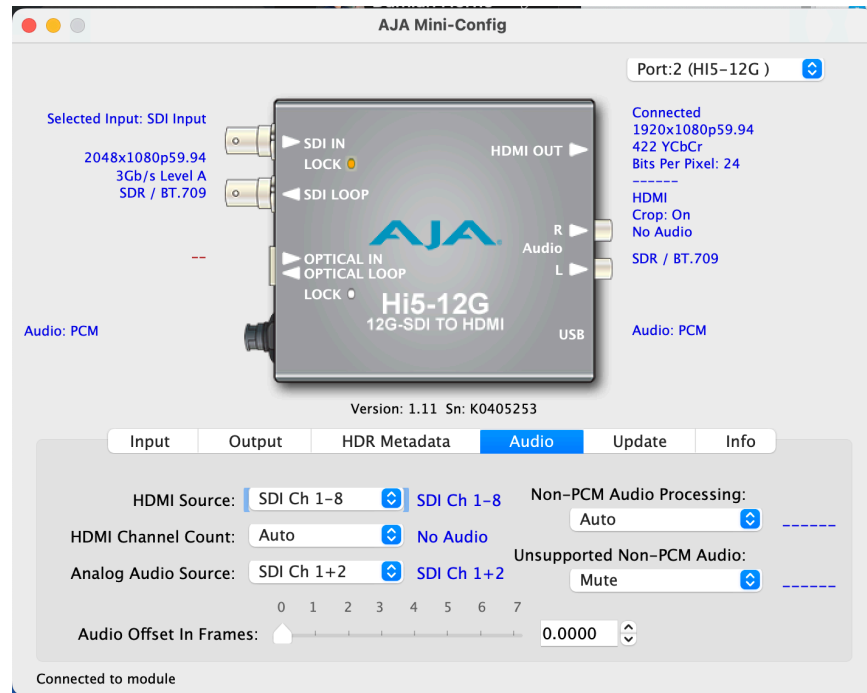 AJA Mini-Config
Port:2 (HI5-12G )
Selected Input: SDI Input
2048x1080p59.94
3Gb/s Level A
SDR / BT.709
--
Audio: PCM
SDI IN
LOCK
SDI LOOP
OPTICAL IN
OPTICAL LOOP
LOCK
HDMI OUT
R
Audio
L
AJA
Hi5-12G
12G-SDI TO HDMI
USB
Connected
1920x1080p59.94
422 YCbCr
Bits Per Pixel: 24
------
HDMI
Crop: On
No Audio
SDR / BT.709
Audio: PCM
Version: 1.11 Sn: K0405253
Input Output HDR Metadata Audio Update Info
HDMI Source: SDI Ch 1-8 SDI Ch 1-8
HDMI Channel Count: Auto No Audio
Analog Audio Source: SDI Ch 1+2 SDI Ch 1+2
Non-PCM Audio Processing:
Auto ------
Unsupported Non-PCM Audio:
Mute ------
0 1 2 3 4 5 6 7
Audio Offset In Frames: 0.0000
Connected to module